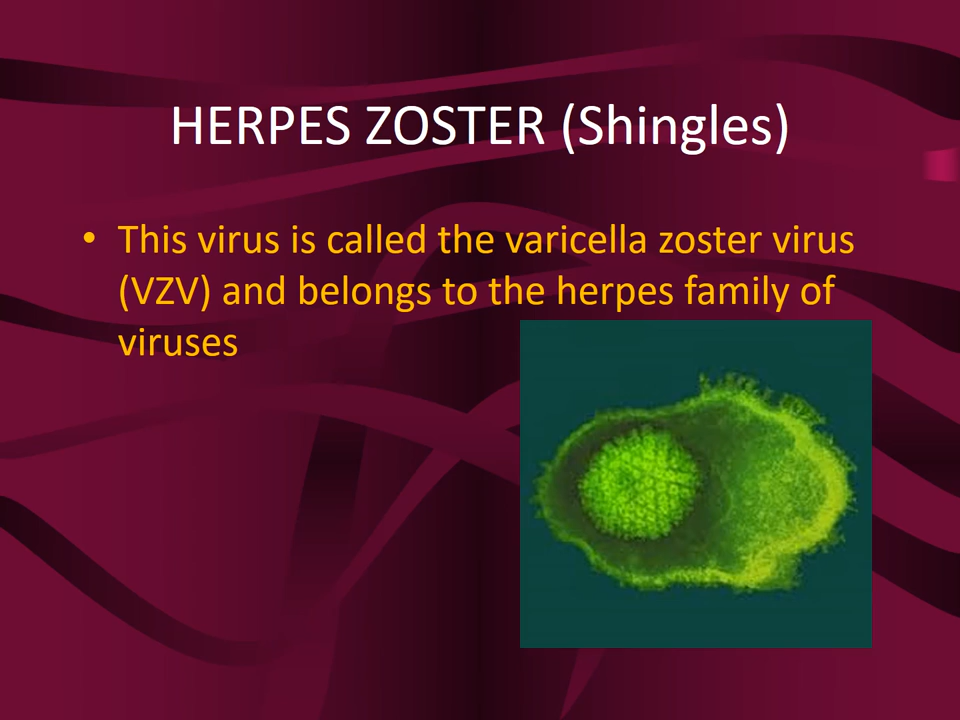 HERPES ZOSTER (Shingles)
• This virus is called the varicella zoster virus
(VZV) and belongs to the herpes family of
viruses